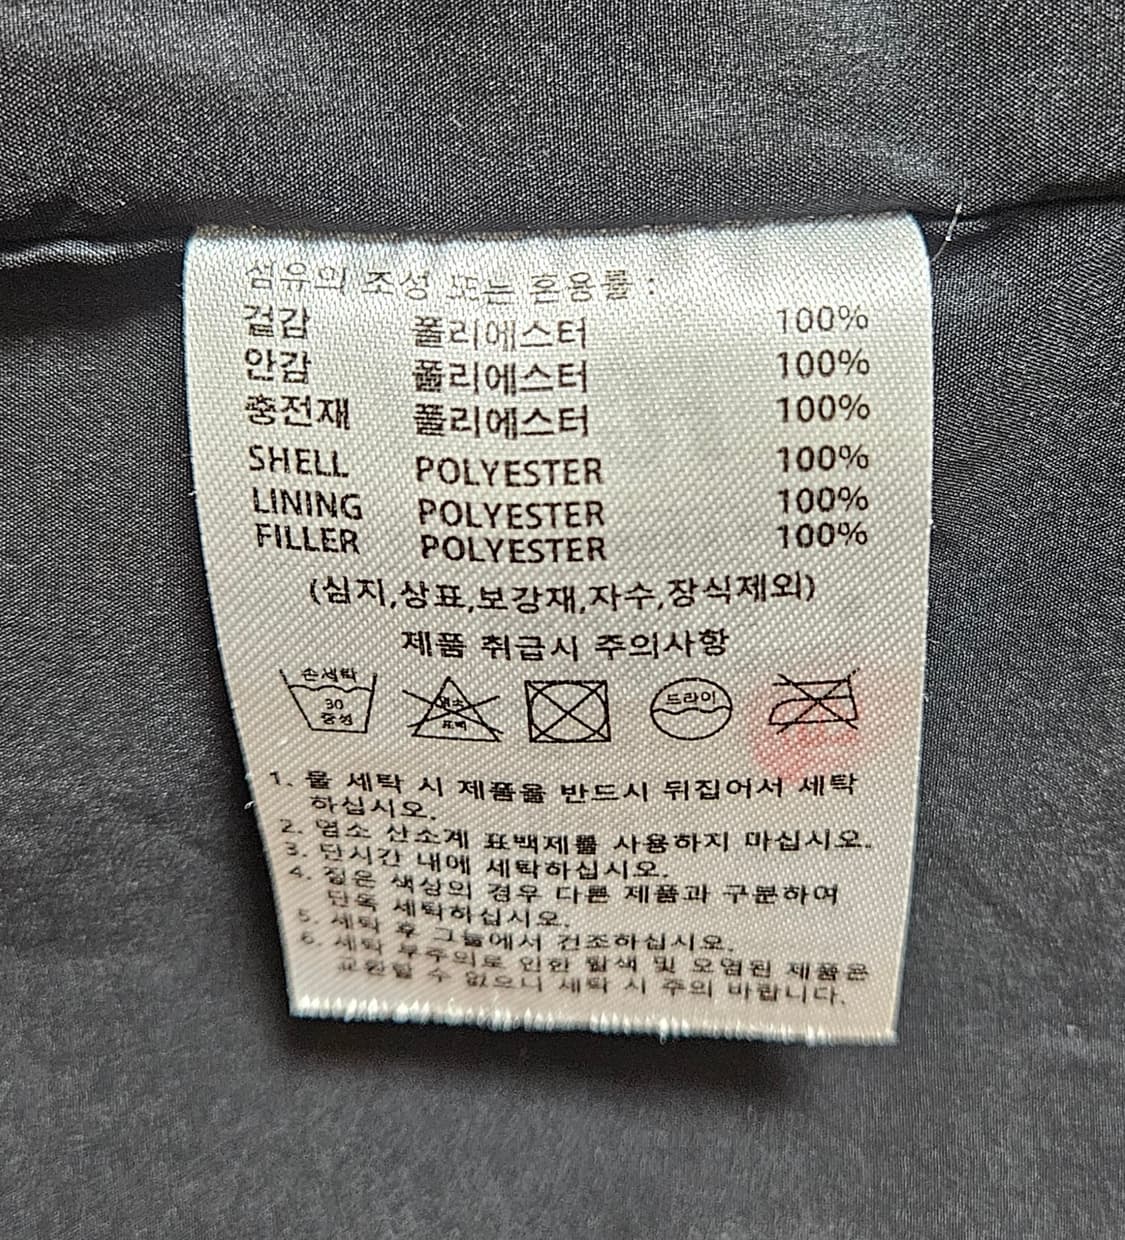 섬유의 조성 또는 혼용률 :
겉감 폴리에스터 100%
안감 폴리에스터 100%
충전재 폴리에스터 100%
SHELL POLYESTER 100%
LINING POLYESTER 100%
FILLER POLYESTER 100%
(심지,상표,보강재,자수,장식제외)
제품 취급시 주의사항
손세탁 30 중성
염소 표백
드라이
1. 물 세탁 시 제품을 반드시 뒤집어서 세탁
하십시오.
2. 염소 산소계 표백제를 사용하지 마십시오.
3. 단시간 내에 세탁하십시오.
4. 짙은 색상의 경우 다른 제품과 구분하여
단독 세탁하십시오.
5. 세탁 후 그늘에서 건조하십시오.
6. 세탁 부주의로 인한 탈색 및 오염된 제품은
교환할 수 없으니 세탁 시 주의 바랍니다.